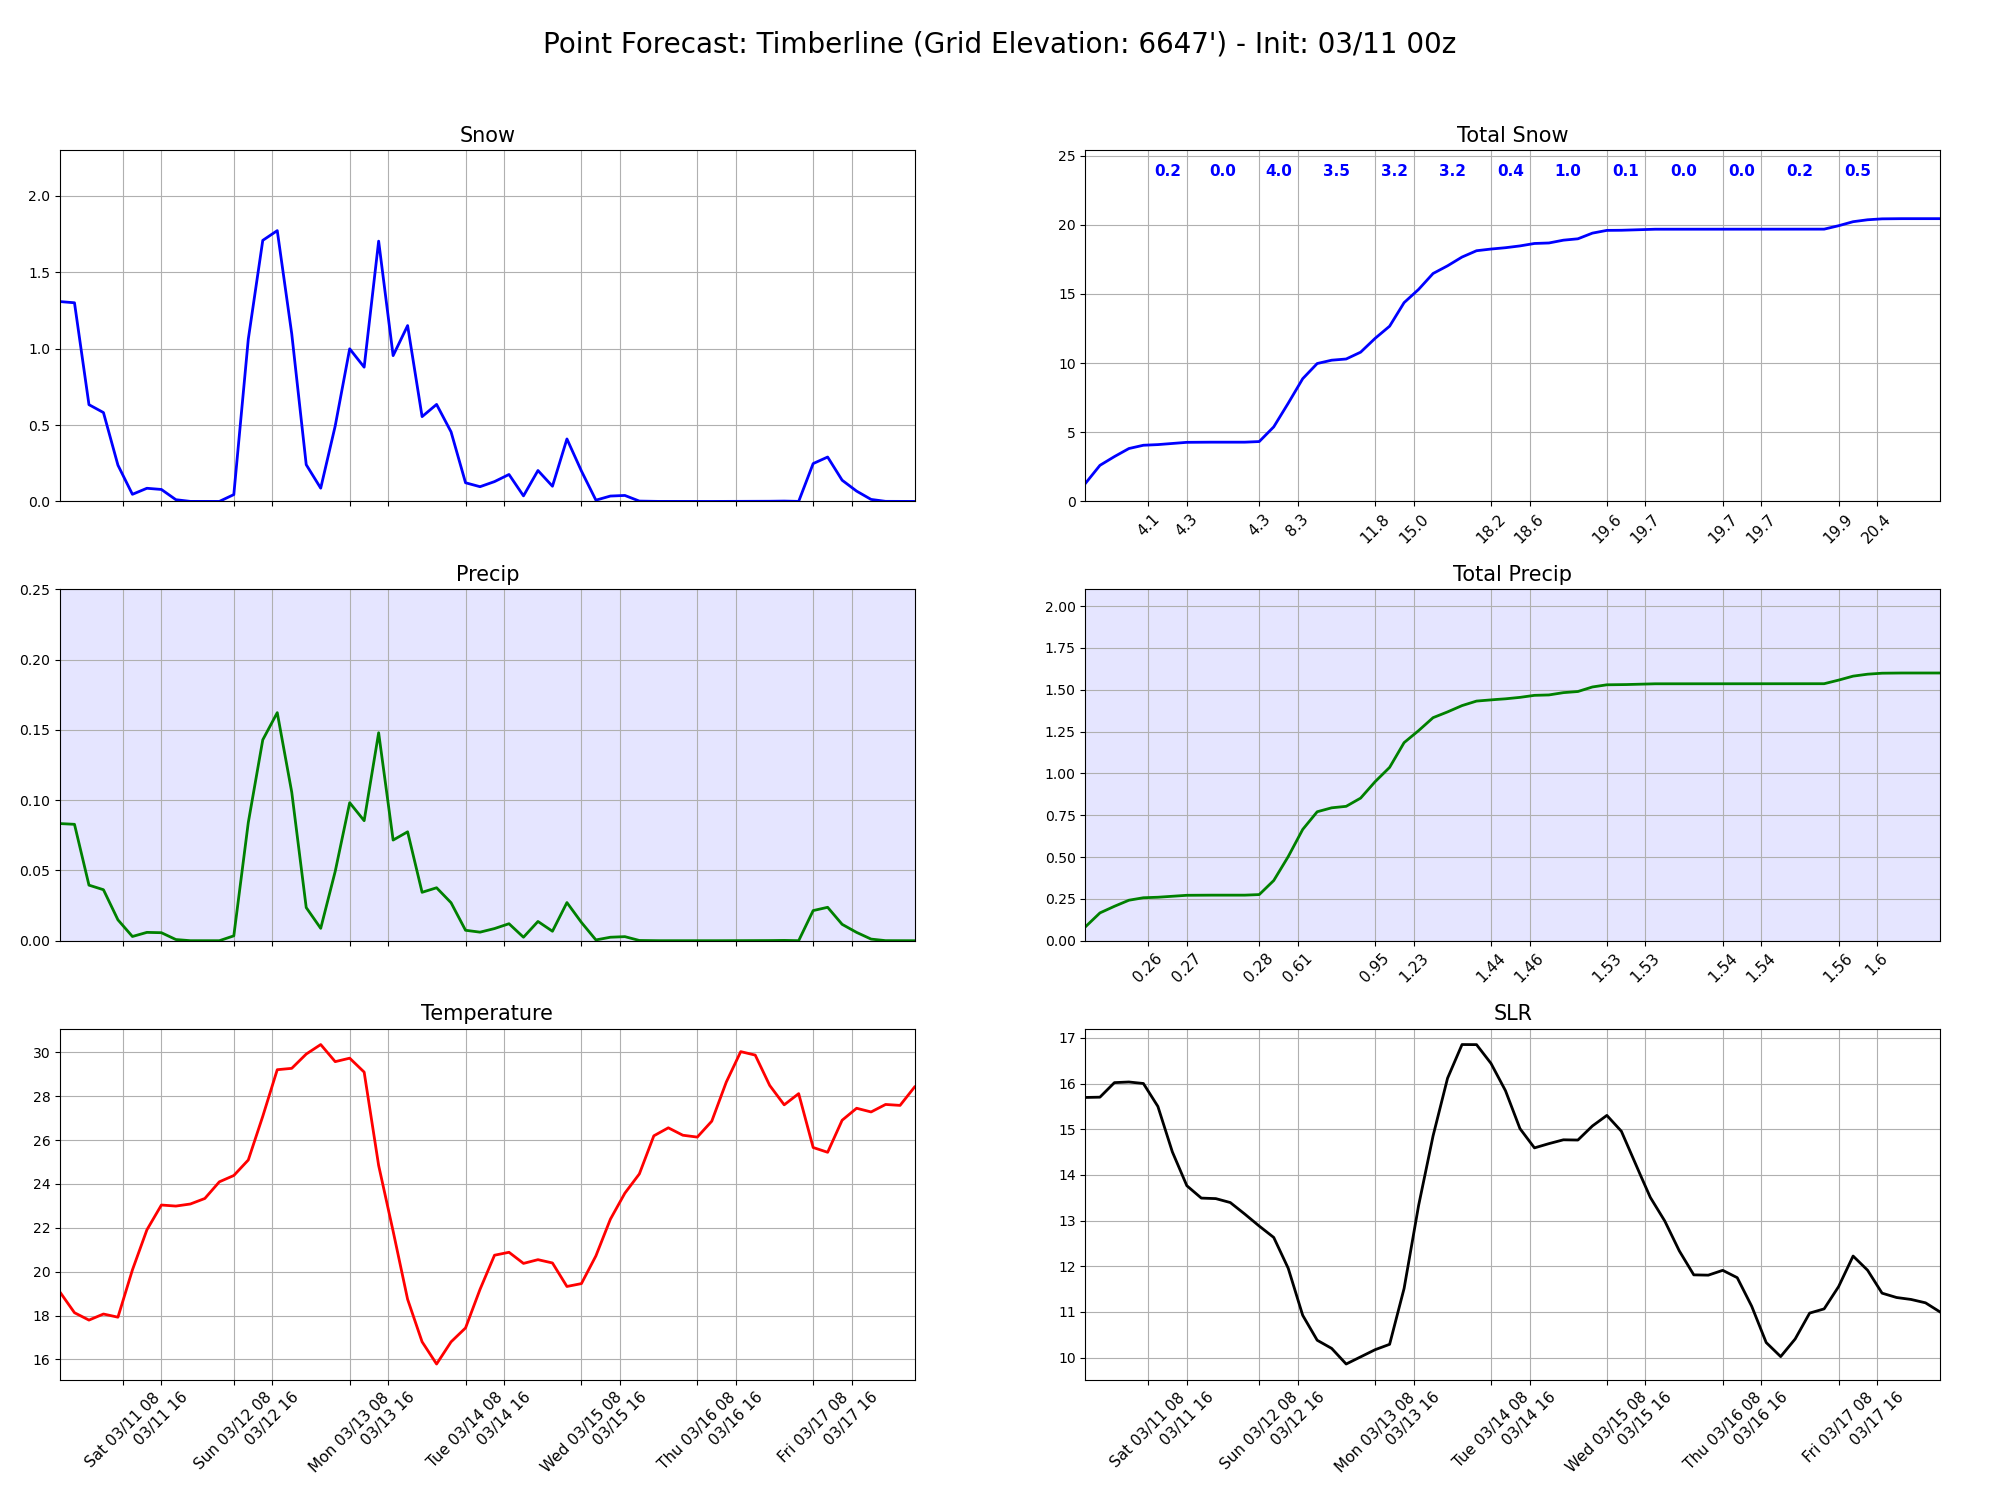 Point Forecast: Timberline (Grid Elevation: 6647') - Init: 03/11 00z
Snow
2.0
1.5
1.0
0.5
0.0
Total Snow
25
20
15
10
5
0
0.2 0.0 4.0 3.5 3.2 3.2 0.4 1.0 0.1 0.0 0.0 0.2 0.5
4.1 4.3 4.3 8.3 11.8 15.0 18.2 18.6 19.6 19.7 19.7 19.7 19.9 20.4
Precip
0.25
0.20
0.15
0.10
0.05
0.00
Total Precip
2.00
1.75
1.50
1.25
1.00
0.75
0.50
0.25
0.00
0.26 0.27 0.28 0.61 0.95 1.23 1.44 1.46 1.53 1.53 1.54 1.54 1.56 1.6
Temperature
30
28
26
24
22
20
18
16
Sat 03/11 08
03/11 16
Sun 03/12 08
03/12 16
Mon 03/13 08
03/13 16
Tue 03/14 08
03/14 16
Wed 03/15 08
03/15 16
Thu 03/16 08
03/16 16
Fri 03/17 08
03/17 16
SLR
17
16
15
14
13
12
11
10
Sat 03/11 08
03/11 16
Sun 03/12 08
03/12 16
Mon 03/13 08
03/13 16
Tue 03/14 08
03/14 16
Wed 03/15 08
03/15 16
Thu 03/16 08
03/16 16
Fri 03/17 08
03/17 16